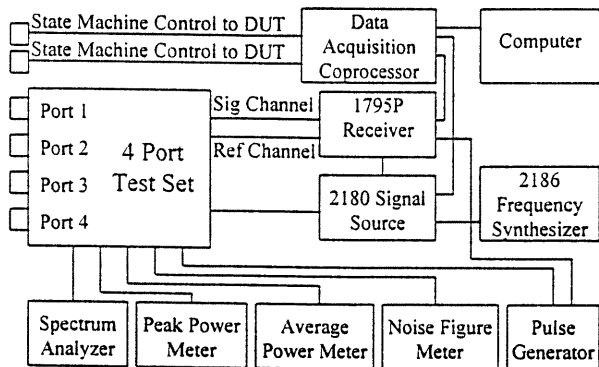 State Machine Control to DUT
State Machine Control to DUT
Data
Acquisition
Coprocessor
Computer
Port 1
Port 2
Port 3
Port 4
4 Port
Test Set
Sig Channel
Ref Channel
1795P
Receiver
2180 Signal
Source
2186
Frequency
Synthesizer
Spectrum
Analyzer
Peak Power
Meter
Average
Power Meter
Noise Figure
Meter
Pulse
Generator